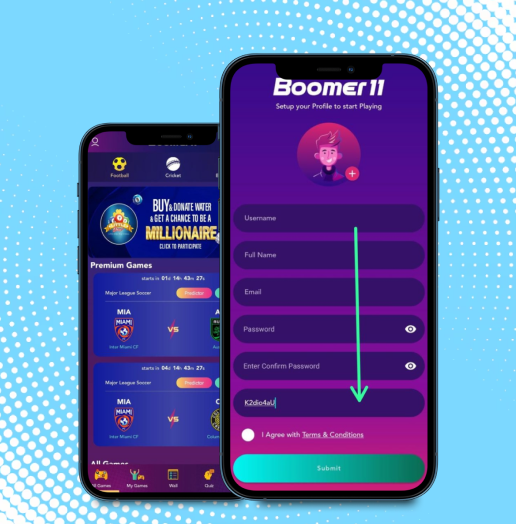 Boomer 11
Setup your Profile to start Playing
Username
Full Name
Email
Password
Enter Confirm Password
K2dio4aU
I Agree with Terms & Conditions
Submit
Football
Cricket
BUY & DONATE WATER
& GET A CHANCE TO BE A
MILLIONAIRE
CLICK TO PARTICIPATE
Premium Games
starts in 01d 14h 43m 27s
Major League Soccer
Predictor
MIA
VS
Inter Miami CF
starts in 04d 14h 43m 27s
Major League Soccer
Predictor
MIA
VS
Inter Miami CF
All Games
My Games
Wall